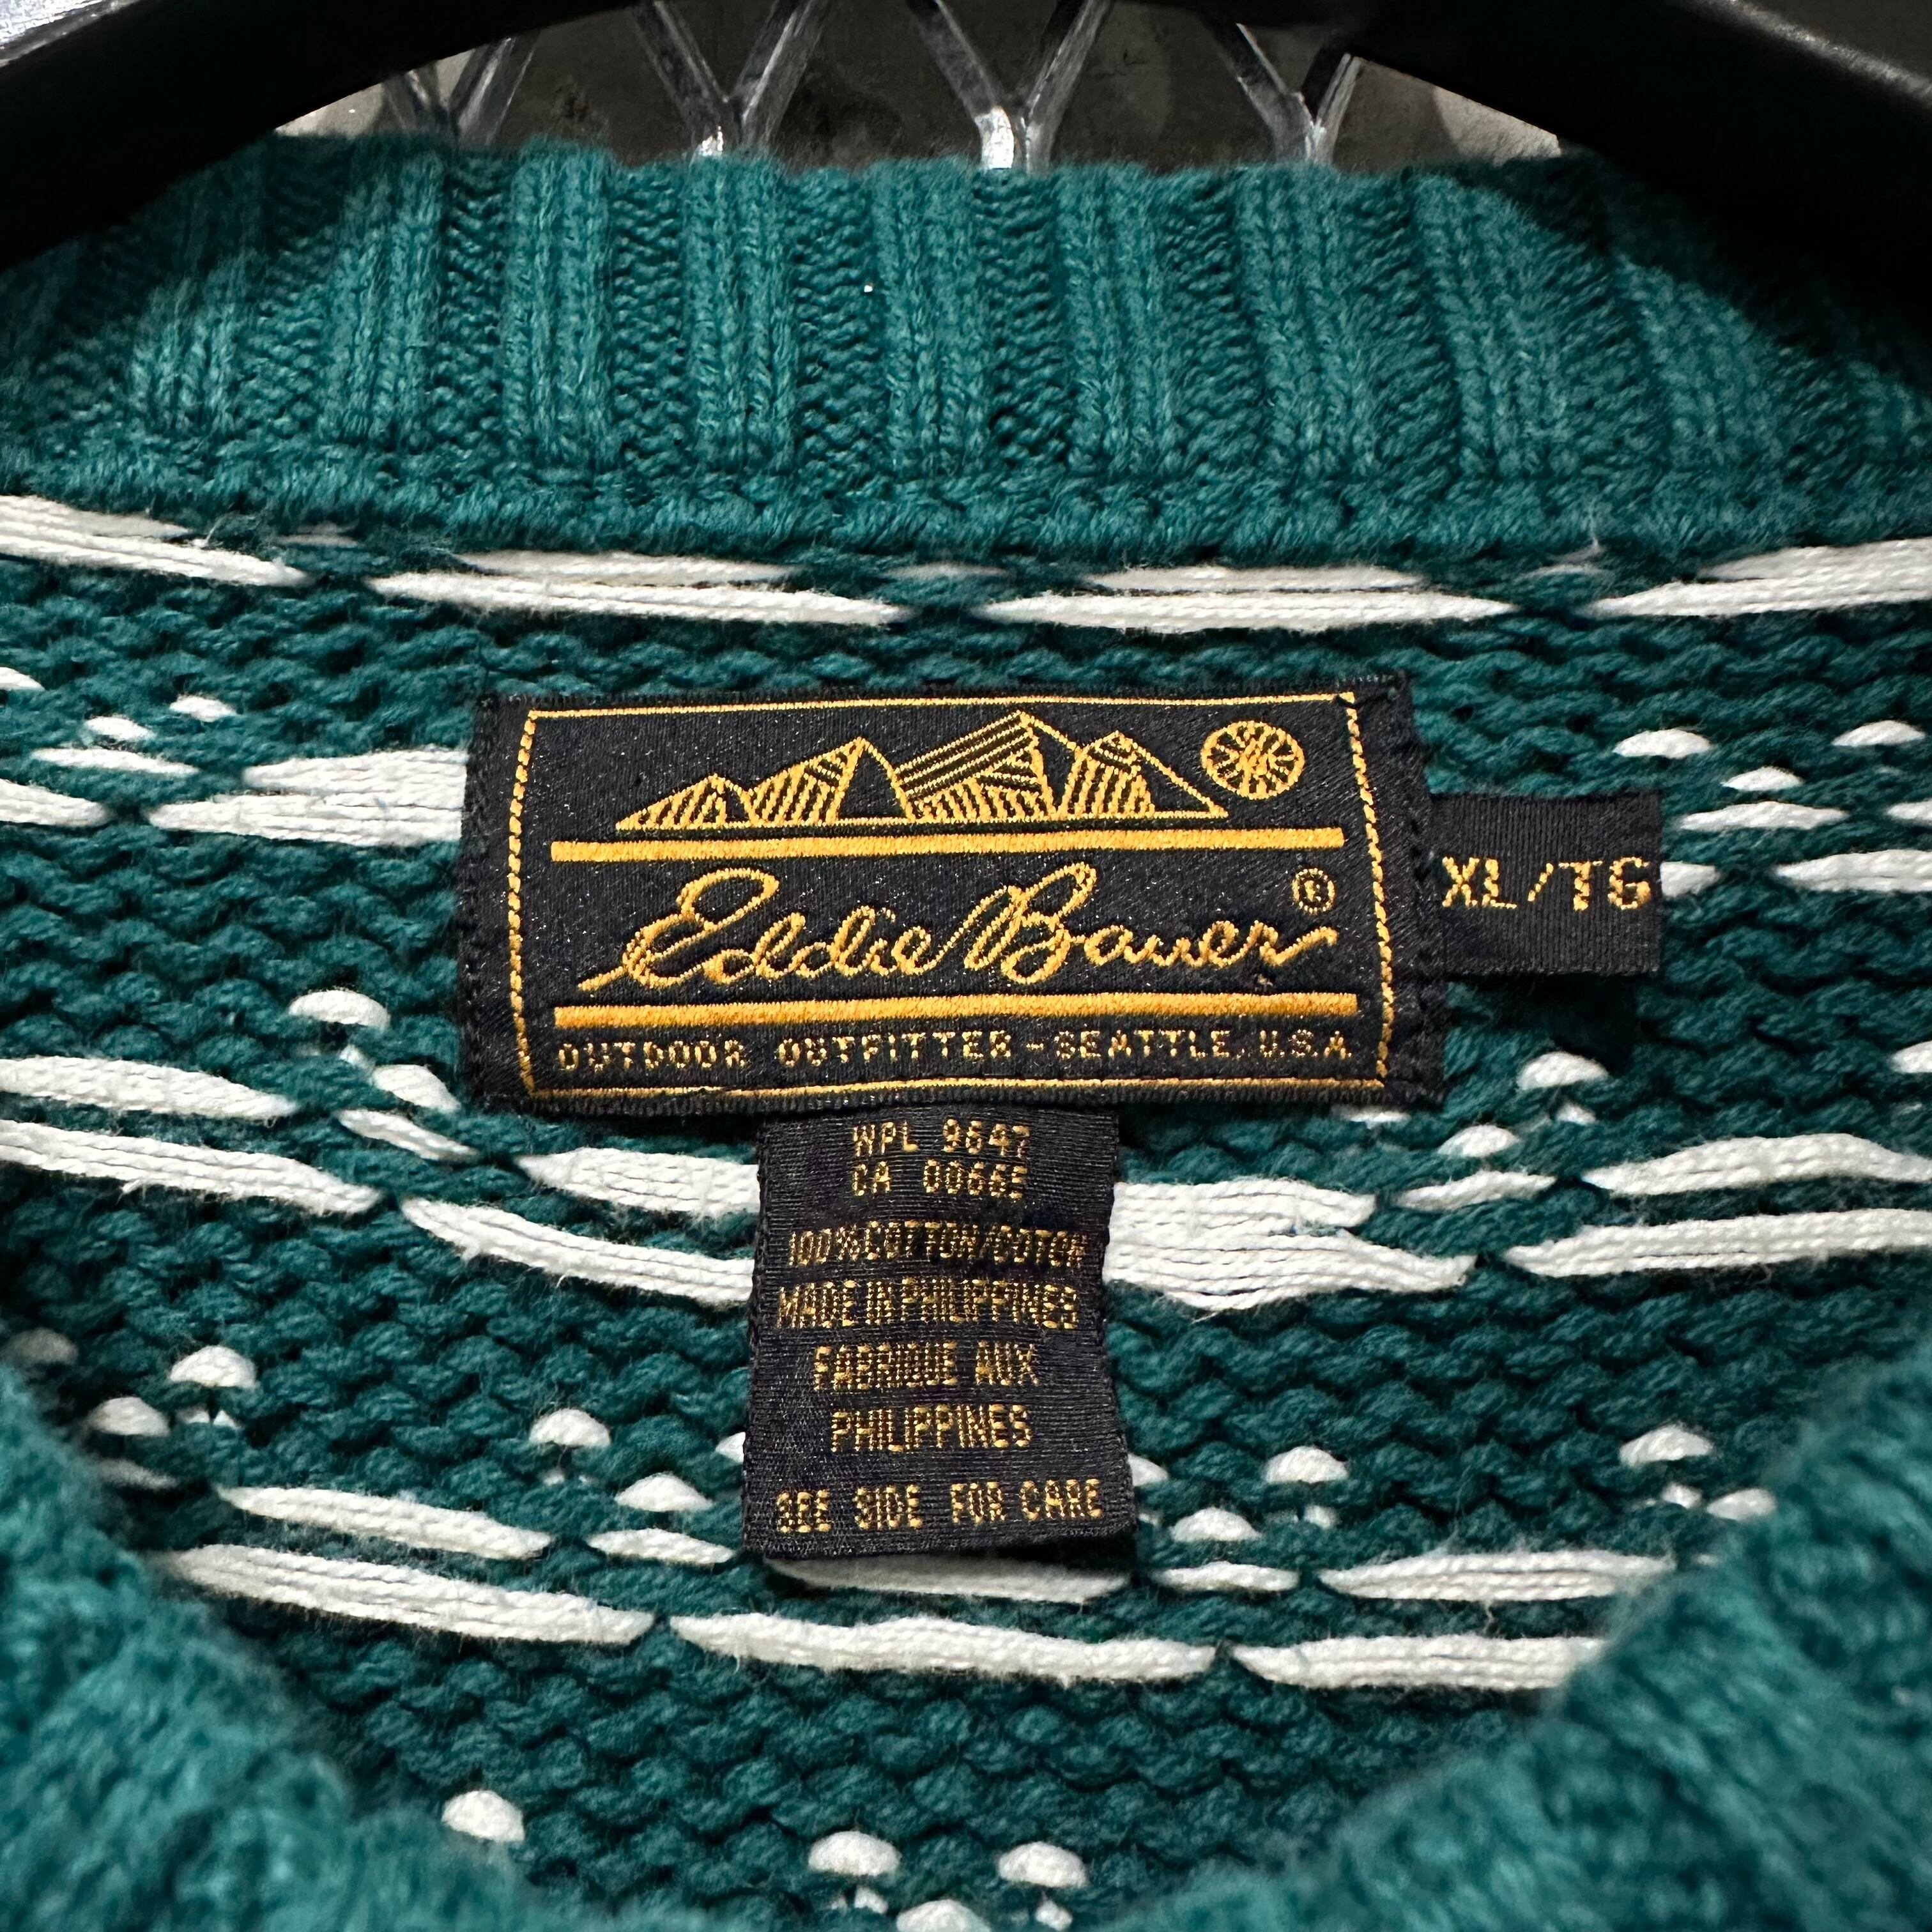 Eddie Bauer ®
OUTDOOR OUTFITTER - SEATTLE, U.S.A
XL/TG
WPL 9647
CA 00665
100% COTTON/COTON
MADE IN PHILIPPINES
FABRIQUE AUX
PHILIPPINES
SEE SIDE FOR CARE